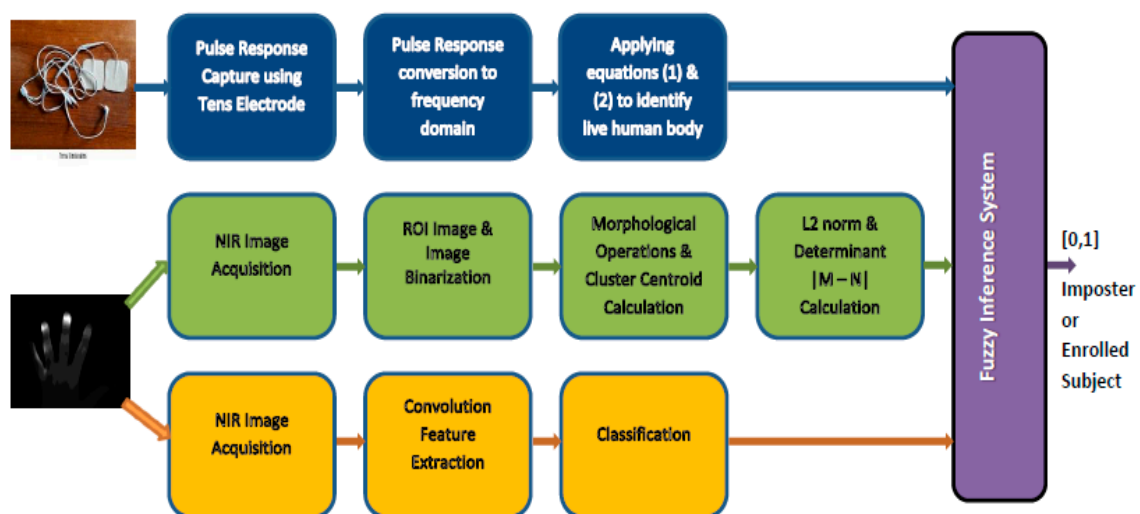 Pulse Response
Capture using
Tens Electrode
Pulse Response
conversion to
frequency
domain
Applying
equations (1) &
(2) to identify
live human body
NIR Image
Acquisition
ROI Image &
Image
Binarization
Morphological
Operations &
Cluster Centroid
Calculation
L2 norm &
Determinant
|M – N|
Calculation
NIR Image
Acquisition
Convolution
Feature
Extraction
Classification
Fuzzy Inference System
[0,1]
Imposter
or
Enrolled
Subject